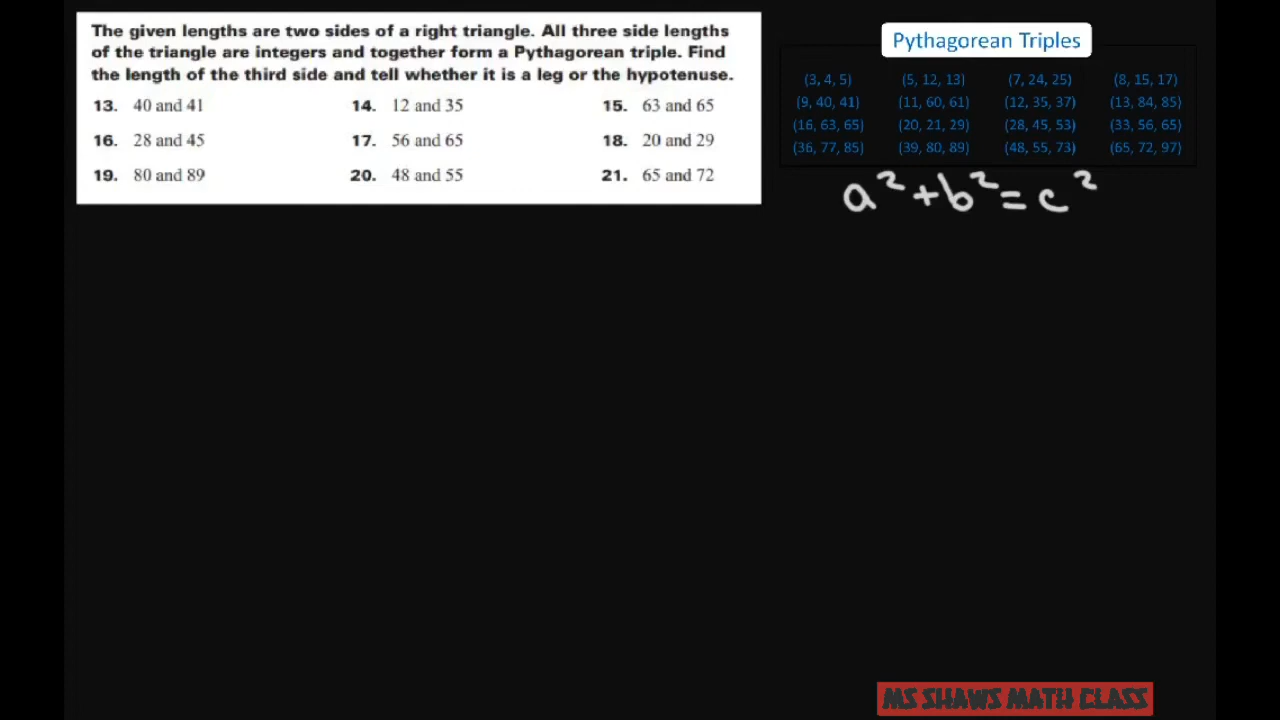 The given lengths are two sides of a right triangle. All three side lengths
of the triangle are integers and together form a Pythagorean triple. Find
the length of the third side and tell whether it is a leg or the hypotenuse.
13. 40 and 41 14. 12 and 35 15. 63 and 65
16. 28 and 45 17. 56 and 65 18. 20 and 29
19. 80 and 89 20. 48 and 55 21. 65 and 72
Pythagorean Triples
(3, 4, 5) (5, 12, 13) (7, 24, 25) (8, 15, 17)
(9, 40, 41) (11, 60, 61) (12, 35, 37) (13, 84, 85)
(16, 63, 65) (20, 21, 29) (28, 45, 53) (33, 56, 65)
(36, 77, 85) (39, 80, 89) (48, 55, 73) (65, 72, 97)
a²+b²=c²
MS SHAWS MATH CLASS